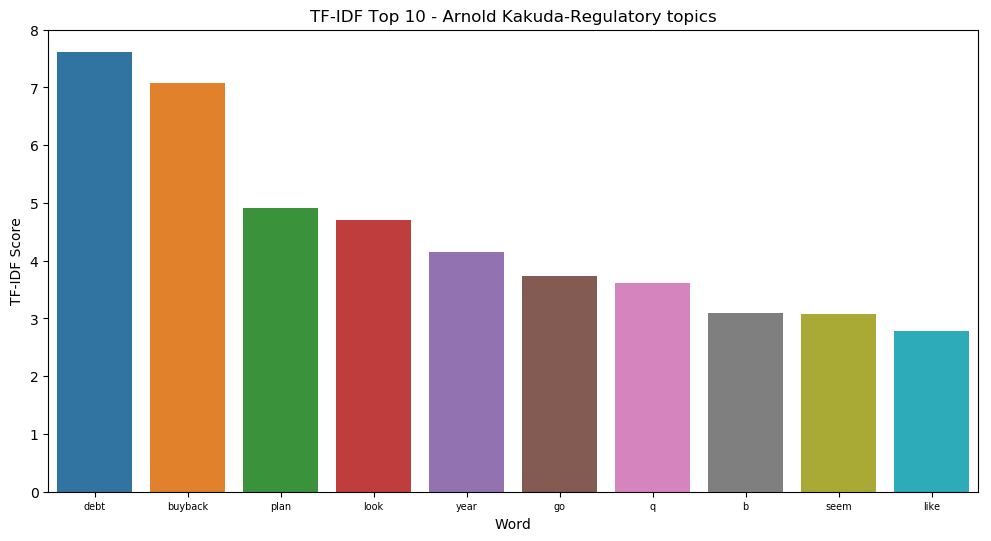 TF-IDF Top 10 - Arnold Kakuda-Regulatory topics
8
7
6
5
4
3
2
1
0
TF-IDF Score
debt buyback plan look year go q b seem like
Word